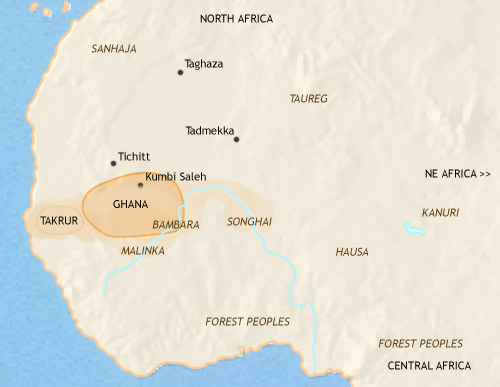 NORTH AFRICA
SANHAJA
Taghaza
TAUREG
Tadmekka
Tichitt
Kumbi Saleh
NE AFRICA >>
GHANA
KANURI
TAKRUR
BAMBARA
SONGHAI
MALINKA
HAUSA
FOREST PEOPLES
FOREST PEOPLES
CENTRAL AFRICA